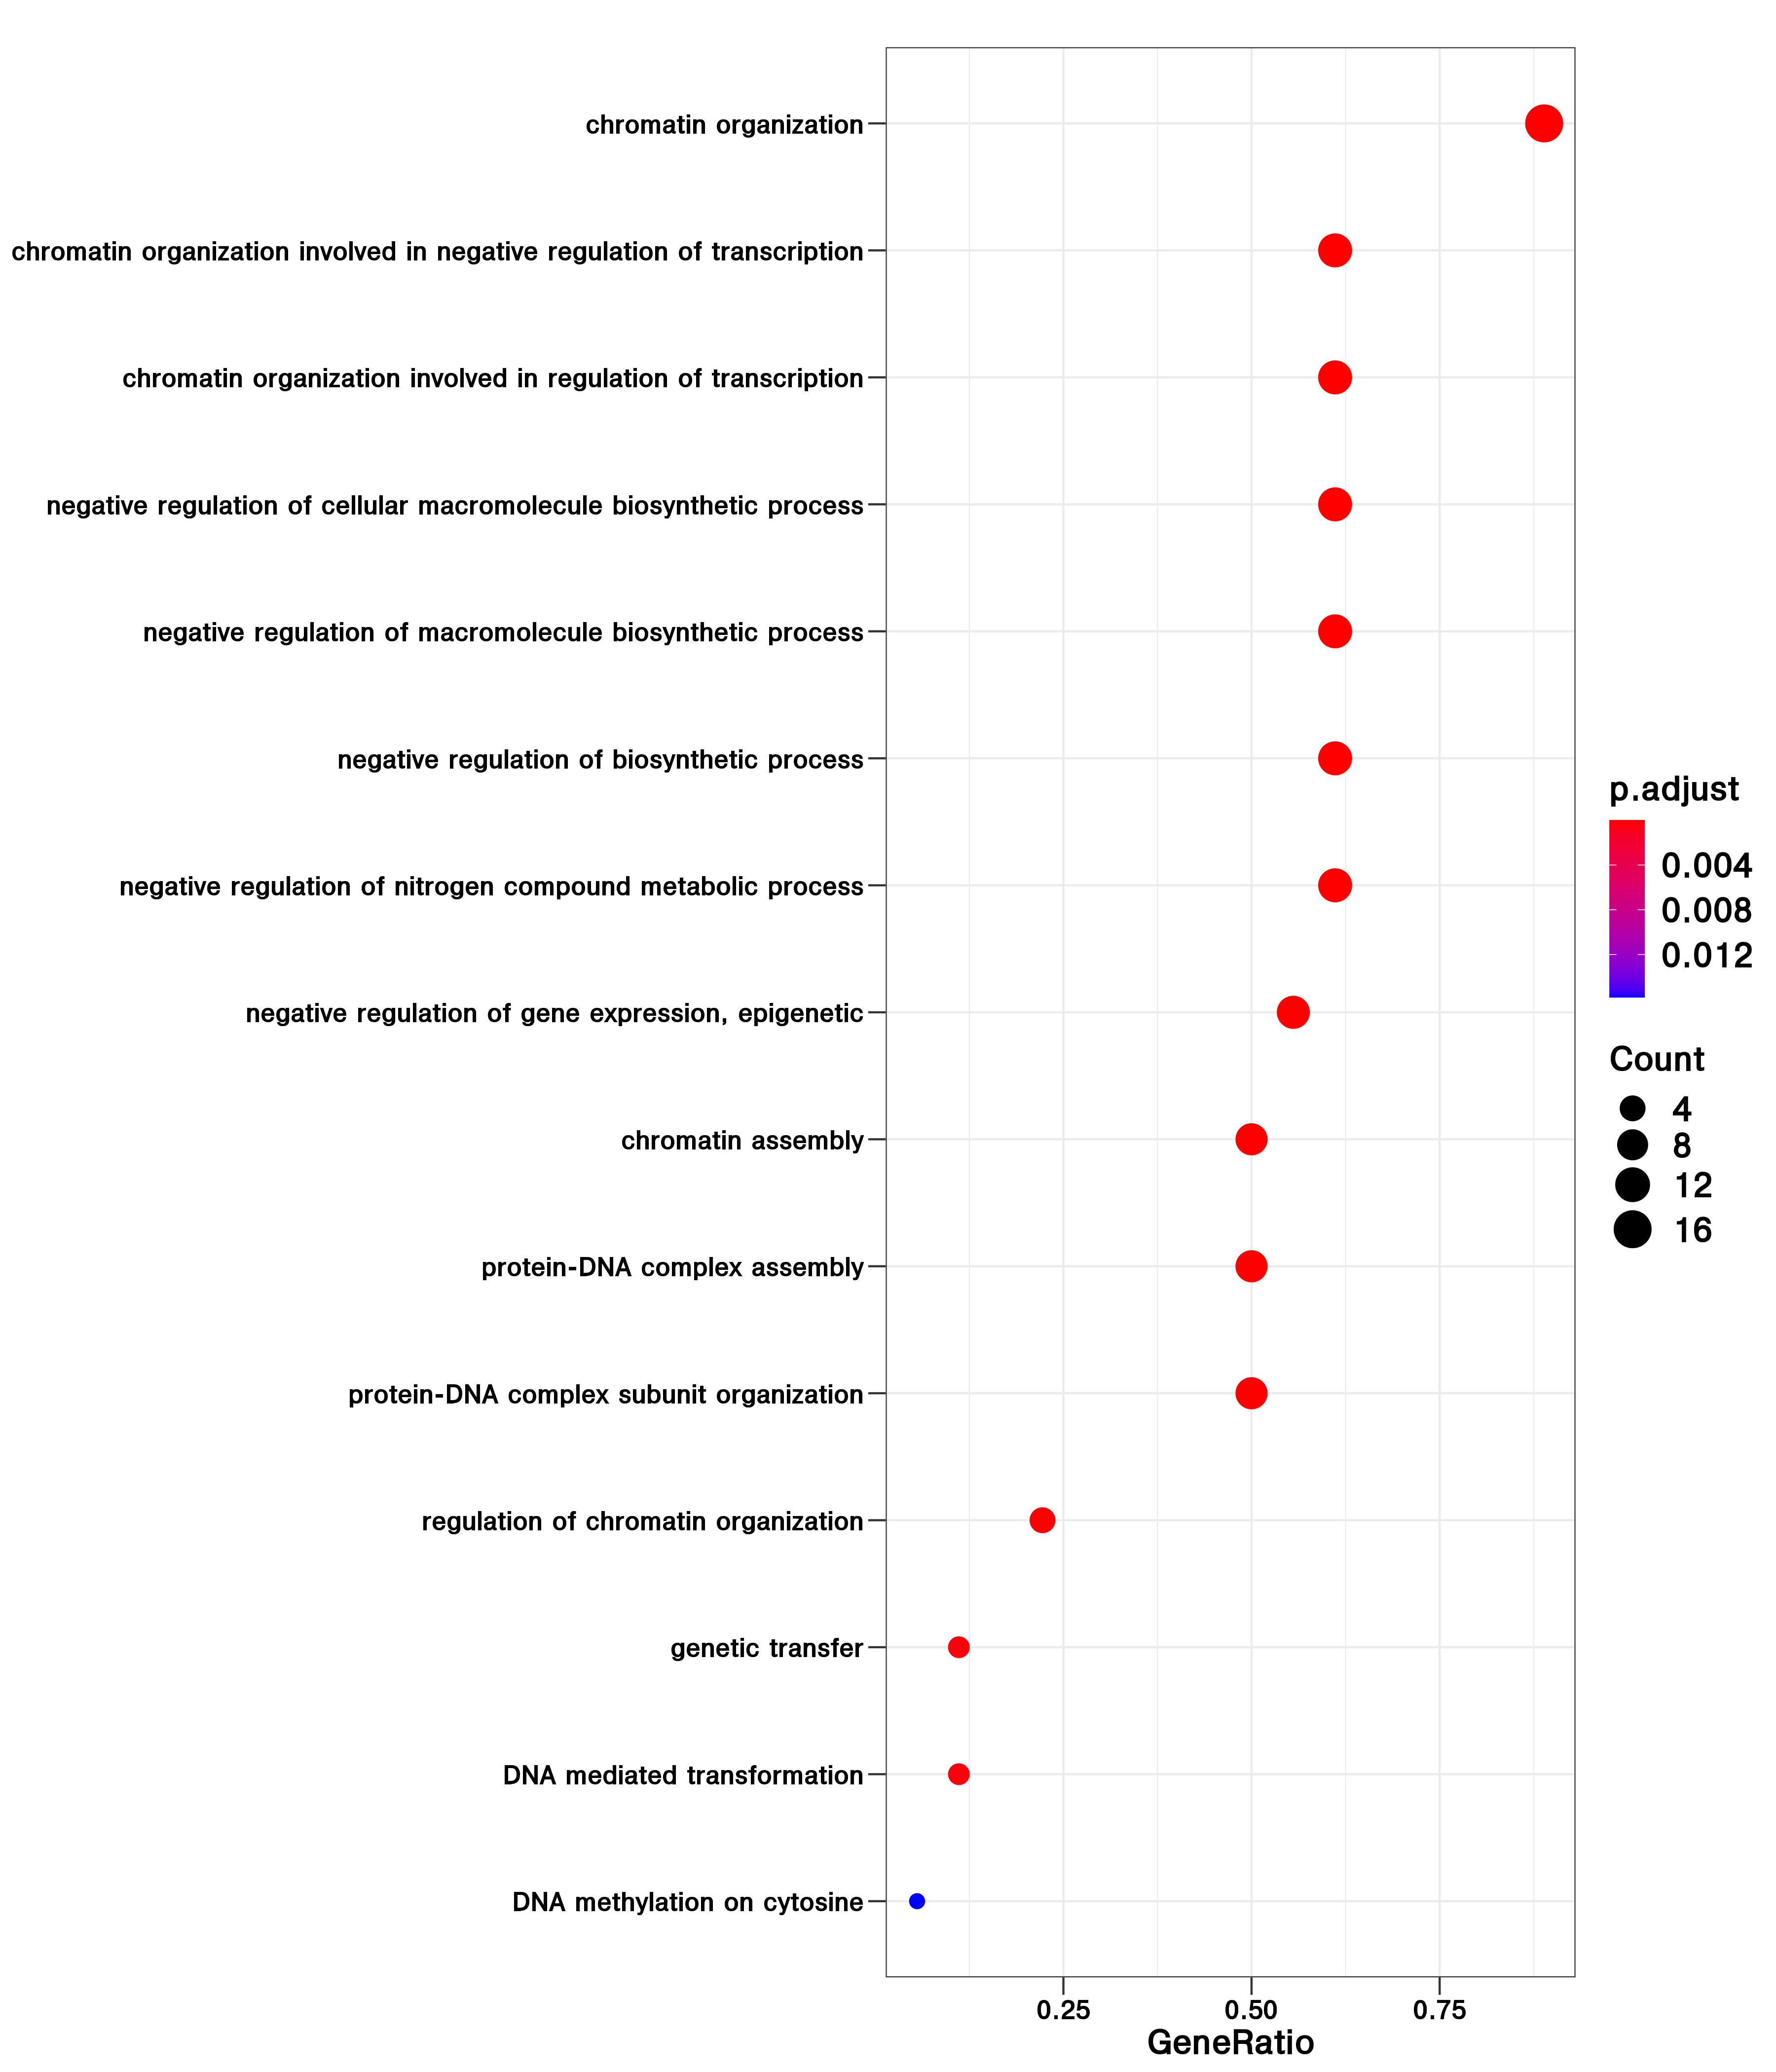 chromatin organization
chromatin organization involved in negative regulation of transcription
chromatin organization involved in regulation of transcription
negative regulation of cellular macromolecule biosynthetic process
negative regulation of macromolecule biosynthetic process
negative regulation of biosynthetic process
negative regulation of nitrogen compound metabolic process
negative regulation of gene expression, epigenetic
chromatin assembly
protein-DNA complex assembly
protein-DNA complex subunit organization
regulation of chromatin organization
genetic transfer
DNA mediated transformation
DNA methylation on cytosine
0.25 0.50 0.75
GeneRatio
p.adjust
0.004
0.008
0.012
Count
4
8
12
16